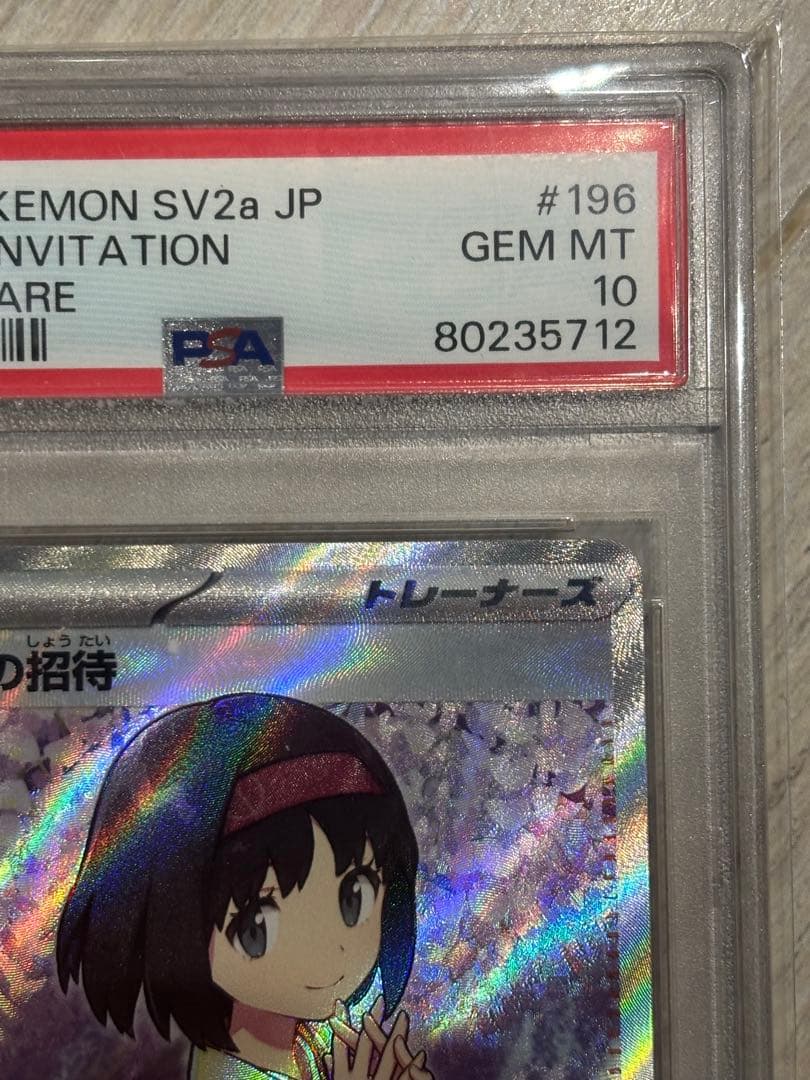 KEMON SV2a JP #196
INVITATION GEM MT
ARE 10
PSA 80235712
トレーナーズ
しょう たい
の招待